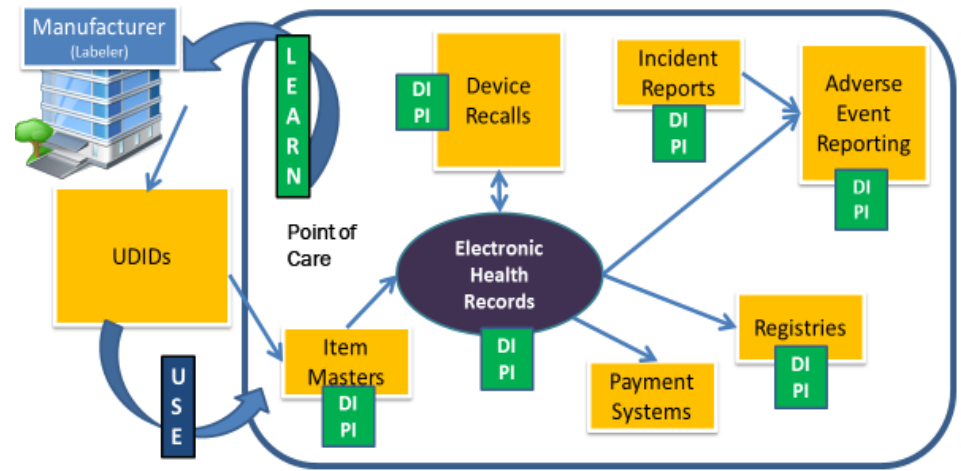 Manufacturer
(Labeler)
L
E
A
R
N
DI
PI
Device
Recalls
Incident
Reports
DI
PI
Adverse
Event
Reporting
DI
PI
UDIDs
Point of
Care
Electronic
Health
Records
DI
PI
Item
Masters
DI
PI
U
S
E
Payment
Systems
Registries
DI
PI